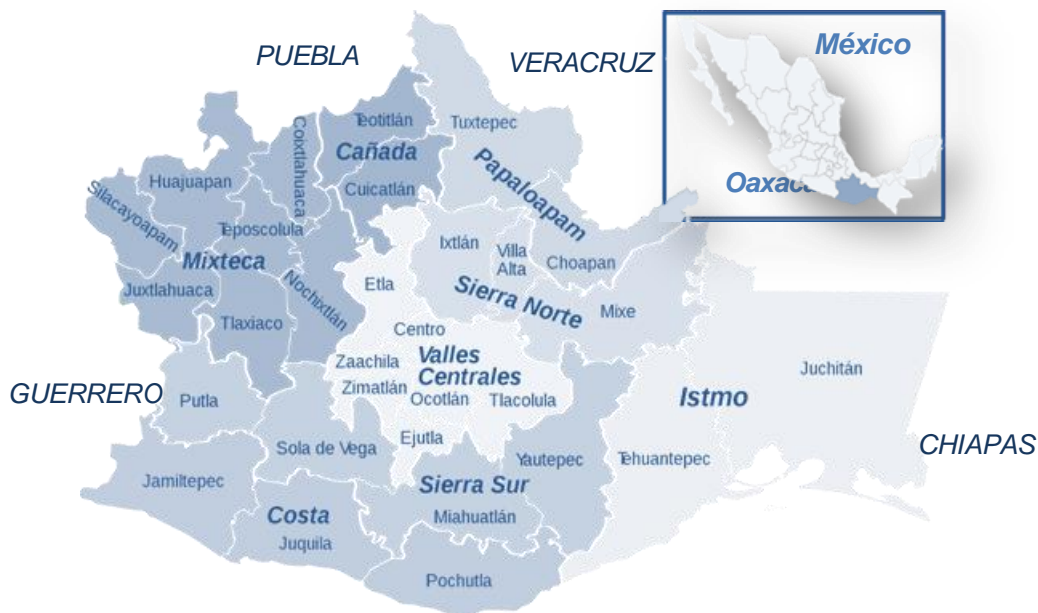 PUEBLA
VERACRUZ
México
Oaxaca
Teotitlán
Tuxtepec
Coixtlahuaca
Cañada
Papaloapam
Huajuapan
Cuicatlán
Silacayoapam
Teposcolula
Ixtlán
Villa
Alta
Choapan
Mixteca
Etla
Juxtlahuaca
Nochixtlán
Sierra Norte
Mixe
Tlaxiaco
Centro
Zaachila
Valles
Centrales
Juchitán
GUERRERO
Putla
Zimatlán
Ocotlán
Tlacolula
Istmo
Sola de Vega
Ejutla
CHIAPAS
Yautepec
Tehuantepec
Jamiltepec
Sierra Sur
Costa
Miahuatlán
Juquila
Pochutla